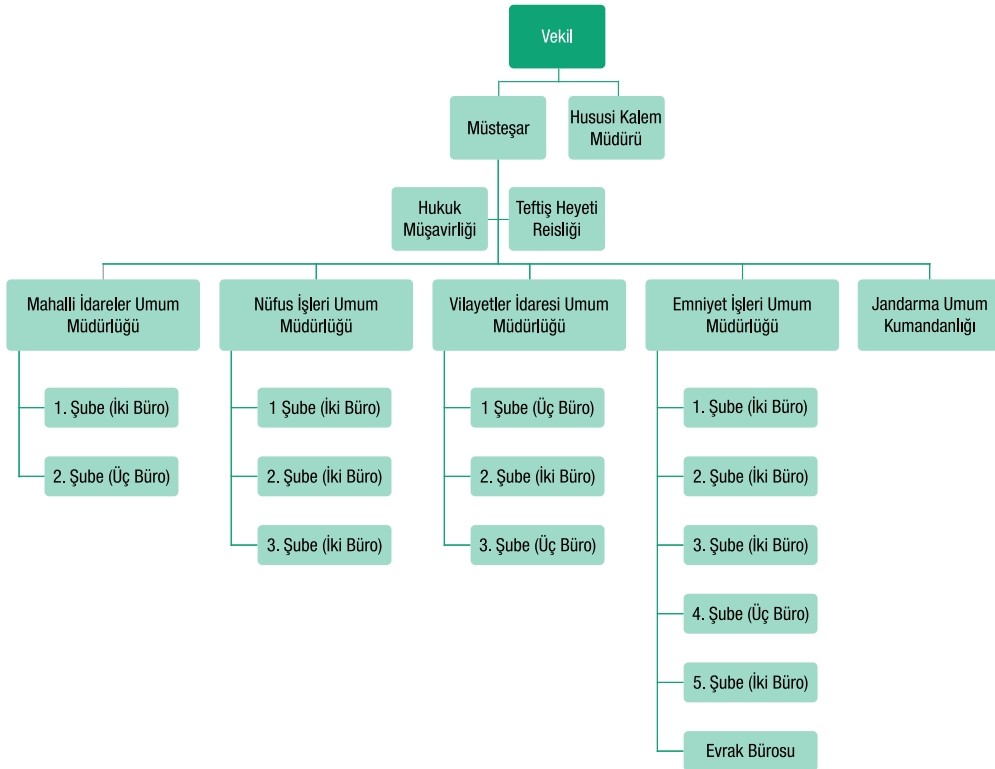 Vekil
Müsteşar
Hususi Kalem
Müdürü
Hukuk
Müşavirliği
Teftiş Heyeti
Reisliği
Mahalli İdareler Umum
Müdürlüğü
Nüfus İşleri Umum
Müdürlüğü
Vilayetler İdaresi Umum
Müdürlüğü
Emniyet İşleri Umum
Müdürlüğü
Jandarma Umum
Kumandanlığı
1. Şube (İki Büro)
2. Şube (Üç Büro)
1 Şube (İki Büro)
2. Şube (İki Büro)
3. Şube (İki Büro)
1 Şube (Üç Büro)
2. Şube (İki Büro)
3. Şube (Üç Büro)
1. Şube (İki Büro)
2. Şube (İki Büro)
3. Şube (İki Büro)
4. Şube (Üç Büro)
5. Şube (İki Büro)
Evrak Bürosu